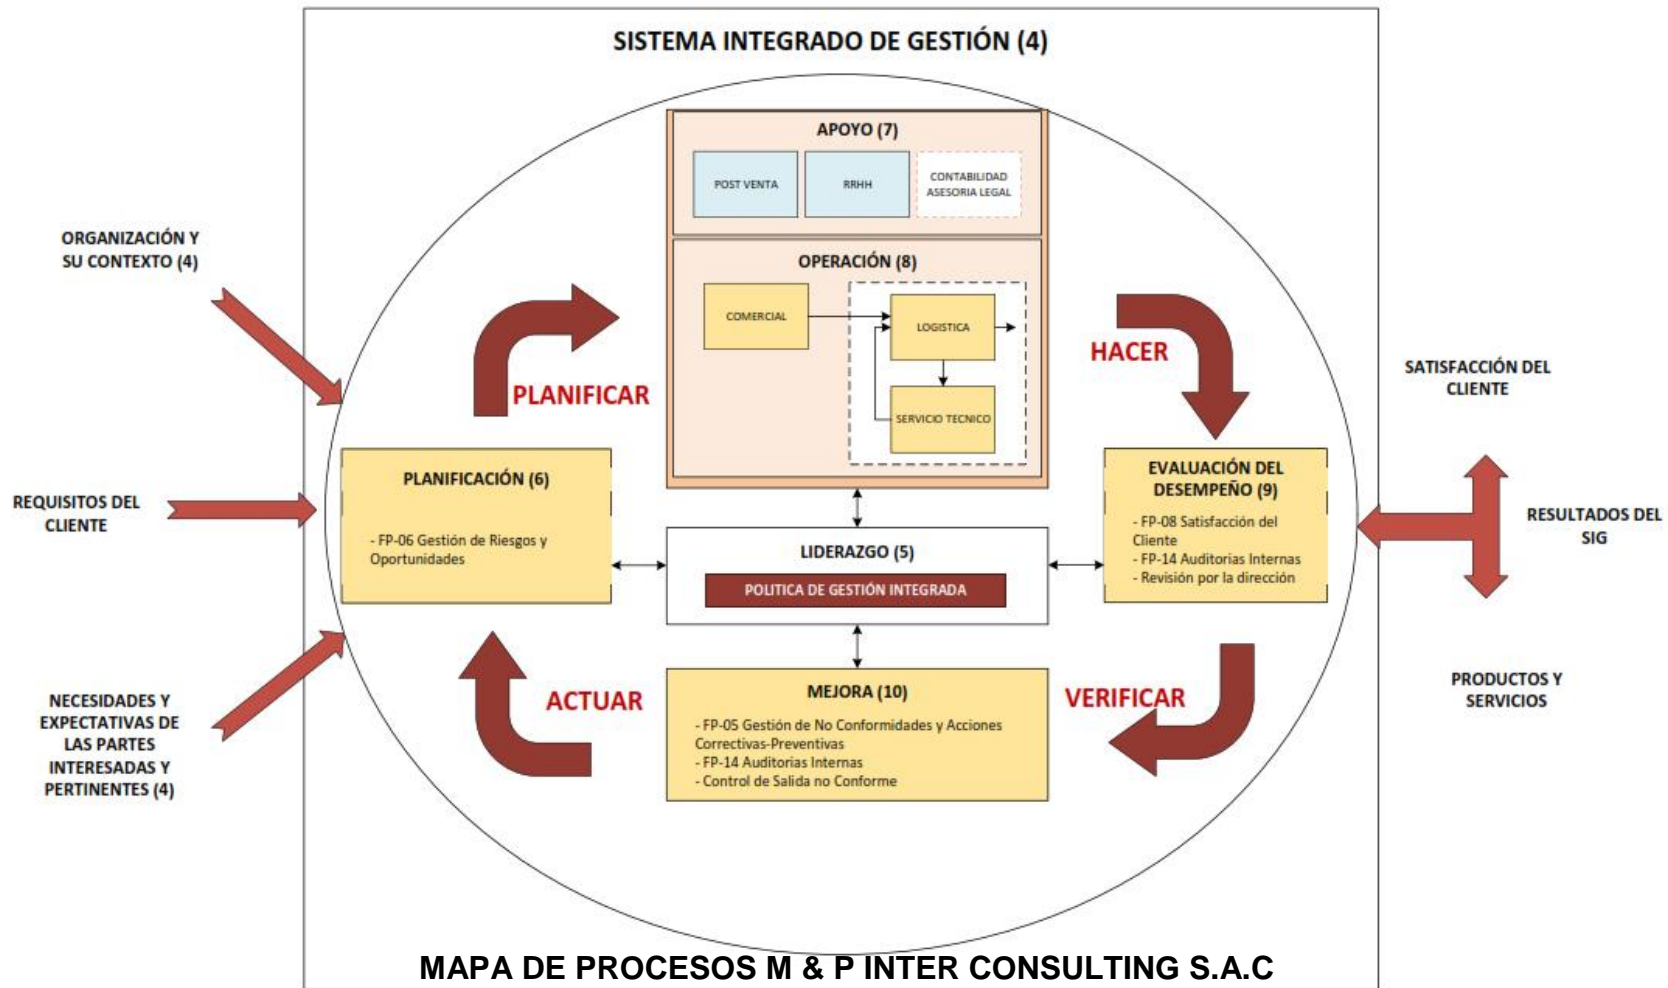 SISTEMA INTEGRADO DE GESTIÓN (4)
APOYO (7)
POST VENTA
RRHH
CONTABILIDAD
ASESORIA LEGAL
OPERACIÓN (8)
COMERCIAL
LOGISTICA
SERVICIO TECNICO
ORGANIZACIÓN Y
SU CONTEXTO (4)
REQUISITOS DEL
CLIENTE
NECESIDADES Y
EXPECTATIVAS DE
LAS PARTES
INTERESADAS Y
PERTINENTES (4)
PLANIFICAR
HACER
PLANIFICACIÓN (6)
- FP-06 Gestión de Riesgos y
Oportunidades
LIDERAZGO (5)
POLITICA DE GESTIÓN INTEGRADA
EVALUACIÓN DEL
DESEMPEÑO (9)
- FP-08 Satisfacción del
Cliente
- FP-14 Auditorias Internas
- Revisión por la dirección
ACTUAR
VERIFICAR
MEJORA (10)
- FP-05 Gestión de No Conformidades y Acciones
Correctivas-Preventivas
- FP-14 Auditorias Internas
- Control de Salida no Conforme
SATISFACCIÓN DEL
CLIENTE
RESULTADOS DEL
SIG
PRODUCTOS Y
SERVICIOS
MAPA DE PROCESOS M & P INTER CONSULTING S.A.C